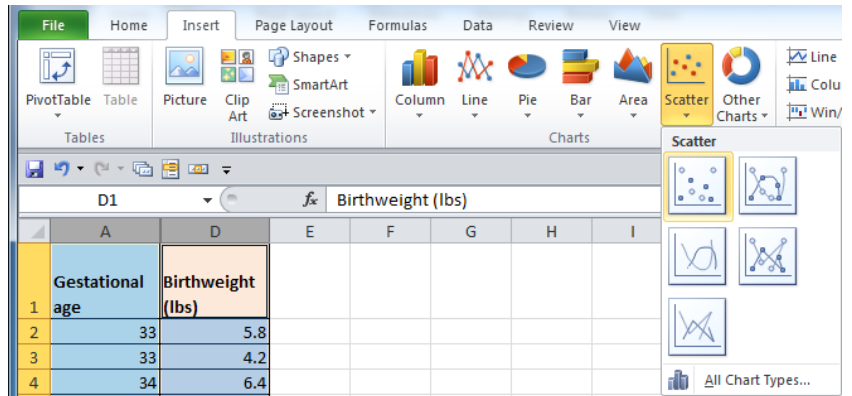 File Home Insert Page Layout Formulas Data Review View
PivotTable Table Picture Clip Art Shapes SmartArt Screenshot Column Line Pie Bar Area Scatter Other Charts Line Colu Win/
Tables Illustrations Charts
Scatter
D1 fx Birthweight (lbs)
A D E F G H I
1 Gestational age Birthweight (lbs)
2 33 5.8
3 33 4.2
4 34 6.4
All Chart Types...